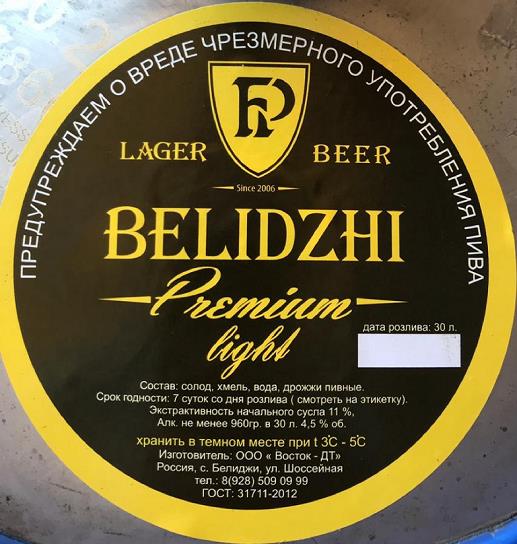 ПРЕДУПРЕЖДАЕМ О ВРЕДЕ ЧРЕЗМЕРНОГО УПОТРЕБЛЕНИЯ ПИВА
LAGER BEER
Since 2006
BELIDZHI
Premium
light
дата розлива: 30 л.
Состав: солод, хмель, вода, дрожжи пивные.
Срок годности: 7 суток со дня розлива ( смотреть на этикетку).
Экстрактивность начального сусла 11 %,
Алк. не менее 960гр. в 30 л. 4,5 % об.
хранить в темном месте при t 3°C - 5°C
Изготовитель: ООО « Восток - ДТ»
Россия, с. Белиджи, ул. Шоссейная
тел.: 8(928) 509 09 99
ГОСТ: 31711-2012